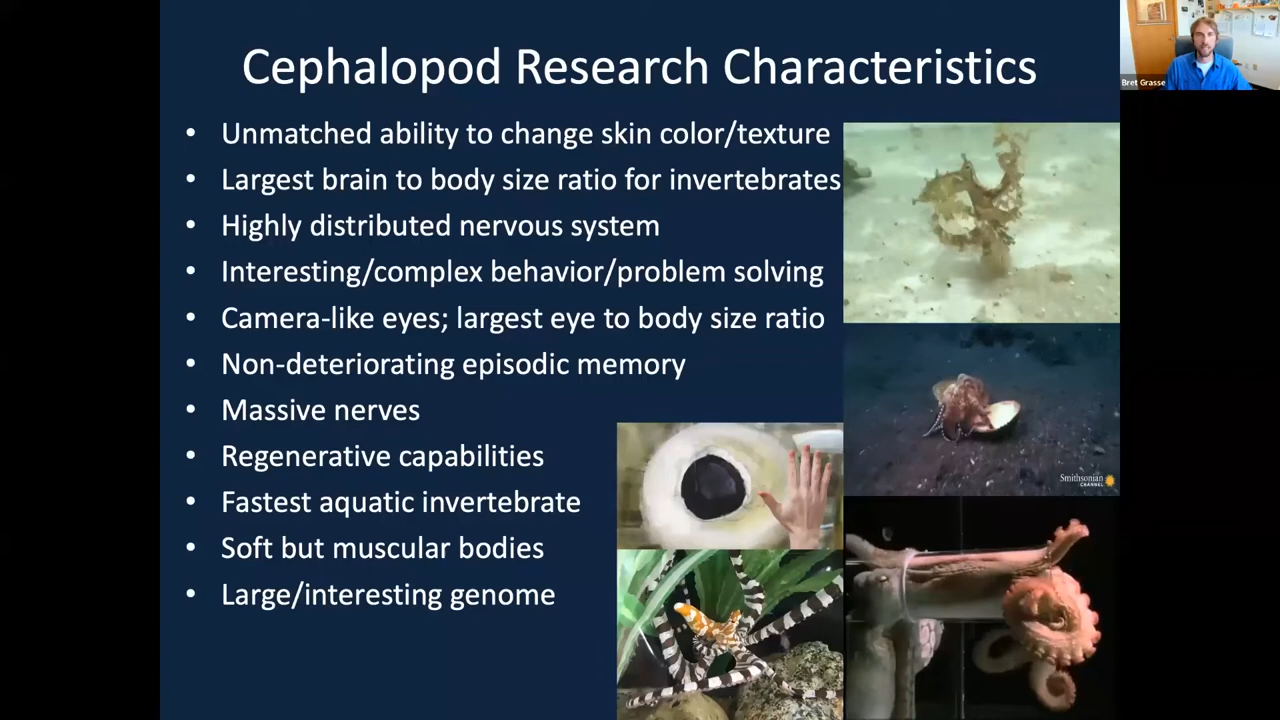 Cephalopod Research Characteristics
• Unmatched ability to change skin color/texture
• Largest brain to body size ratio for invertebrates
• Highly distributed nervous system
• Interesting/complex behavior/problem solving
• Camera-like eyes; largest eye to body size ratio
• Non-deteriorating episodic memory
• Massive nerves
• Regenerative capabilities
• Fastest aquatic invertebrate
• Soft but muscular bodies
• Large/interesting genome
Bret Grasse
Smithsonian
CHANNEL